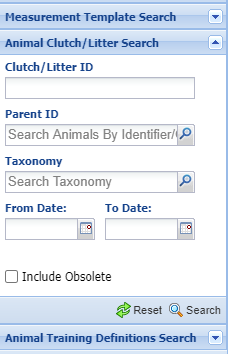 Measurement Template Search
Animal Clutch/Litter Search
Clutch/Litter ID
Parent ID
Search Animals By Identifier/
Taxonomy
Search Taxonomy
From Date: To Date:
Include Obsolete
Reset Search
Animal Training Definitions Search